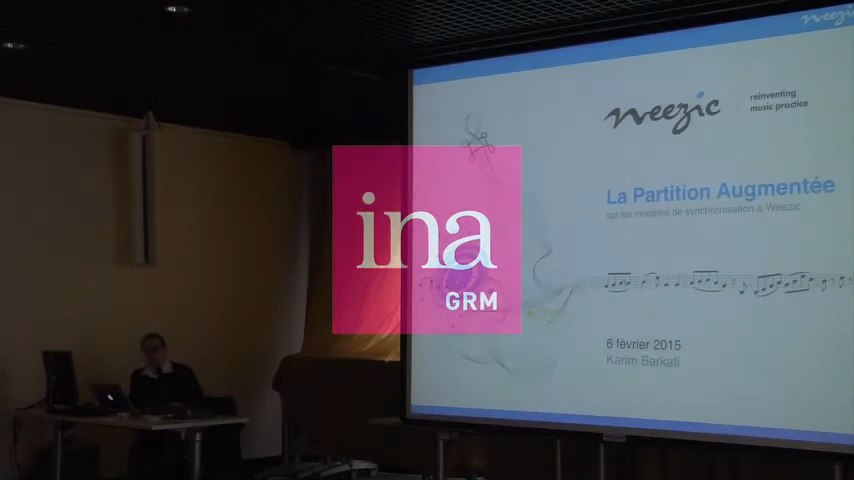 weezic
weezic
reinventing
music practice
La Partition Augmentée
sur les modèles de synchronisation à Weezic
ina
GRM
6 février 2015
Karim Barkati